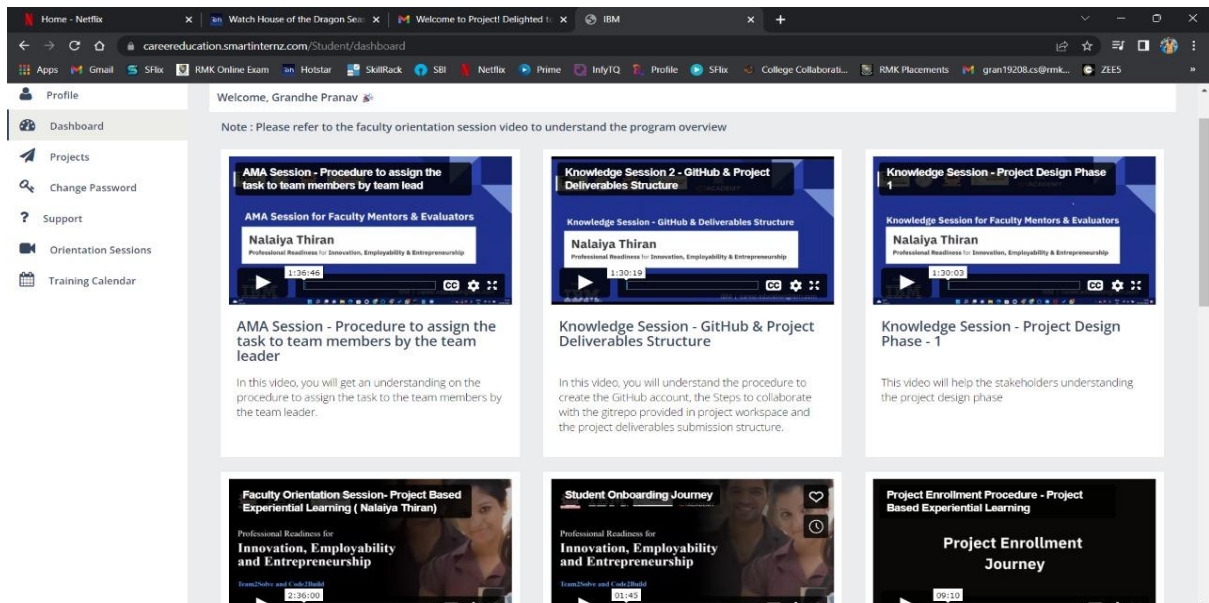 Home - Netflix
Watch House of the Dragon Sea
Welcome to Project! Delighted to
IBM
careereducation.smartinternz.com/Student/dashboard
Apps Gmail SFlix RMK Online Exam Hotstar SkillRack SBI Netflix Prime InfyTQ Profile SFlix College Collaborati... RMK Placements gran19208.cs@rmk... ZEE5 »
Profile
Dashboard
Projects
Change Password
Support
Orientation Sessions
Training Calendar
Welcome, Grandhe Pranav
Note : Please refer to the faculty orientation session video to understand the program overview
AMA Session - Procedure to assign the
task to team members by team lead
AMA Session for Faculty Mentors & Evaluators
Nalaiya Thiran
Professional Readiness for Innovation, Employability & Entrepreneurship
1:36:46
CC
AMA Session - Procedure to assign the
task to team members by the team
leader
In this video, you will get an understanding on the
procedure to assign the task to the team members by
the team leader.
Knowledge Session 2 - GitHub & Project
Deliverables Structure
ACADEMY
Knowledge Session - GitHub & Deliverables Structure
Nalaiya Thiran
Professional Readiness for Innovation, Employability & Entrepreneurship
1:30:19
CC
Knowledge Session - GitHub & Project
Deliverables Structure
In this video, you will understand the procedure to
create the GitHub account, the Steps to collaborate
with the gitrepo provided in project workspace and
the project deliverables submission structure.
Knowledge Session - Project Design Phase
1
Knowledge Session for Faculty Mentors & Evaluators
Nalaiya Thiran
Professional Readiness for Innovation, Employability & Entrepreneurship
1:30:03
CC
Knowledge Session - Project Design
Phase - 1
This video will help the stakeholders understanding
the project design phase
Faculty Orientation Session- Project Based
Experiential Learning ( Nalaiya Thiran)
Professional Readiness for
Innovation, Employability
and Entrepreneurship
Team2Solve and Code2Build
2:36:00
Student Onboarding Journey
Professional Readiness for
Innovation, Employability
and Entrepreneurship
Team2Solve and Code2Build
01:45
Project Enrollment Procedure - Project
Based Experiential Learning
Project Enrollment
Journey
09:10